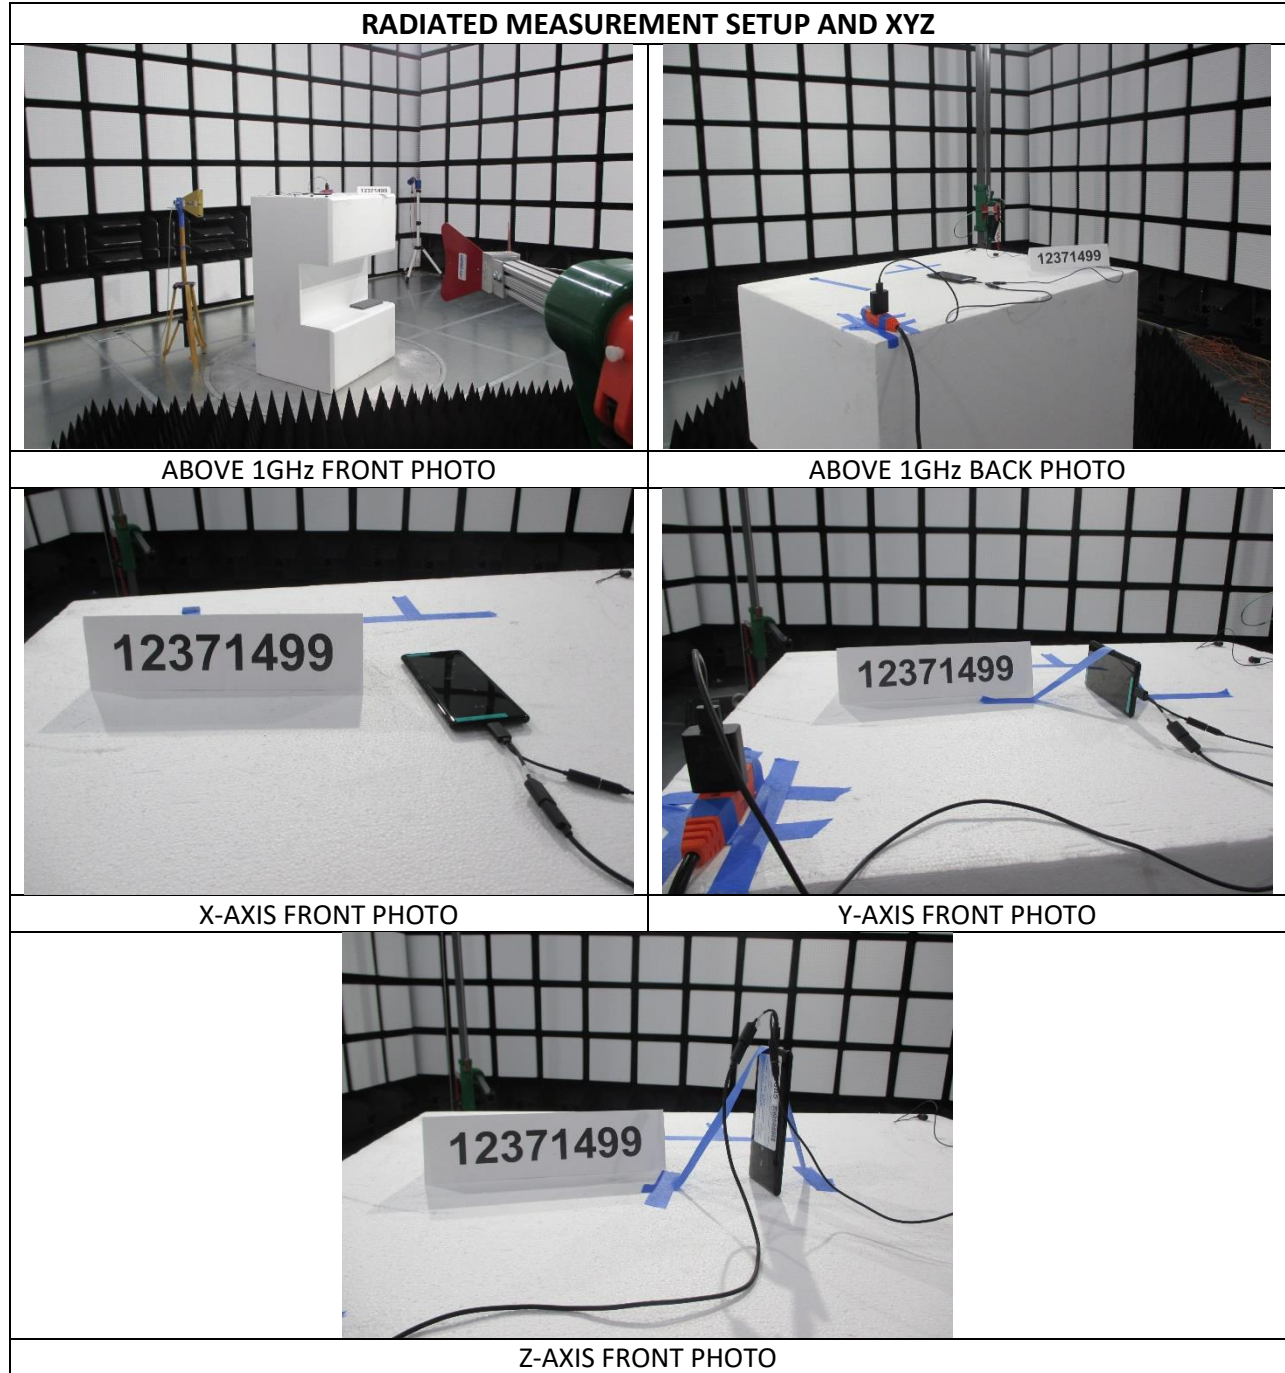 RADIATED MEASUREMENT SETUP AND XYZ
12371499
12371499
ABOVE 1GHz FRONT PHOTO
ABOVE 1GHz BACK PHOTO
12371499
12371499
X-AXIS FRONT PHOTO
Y-AXIS FRONT PHOTO
12371499
Z-AXIS FRONT PHOTO